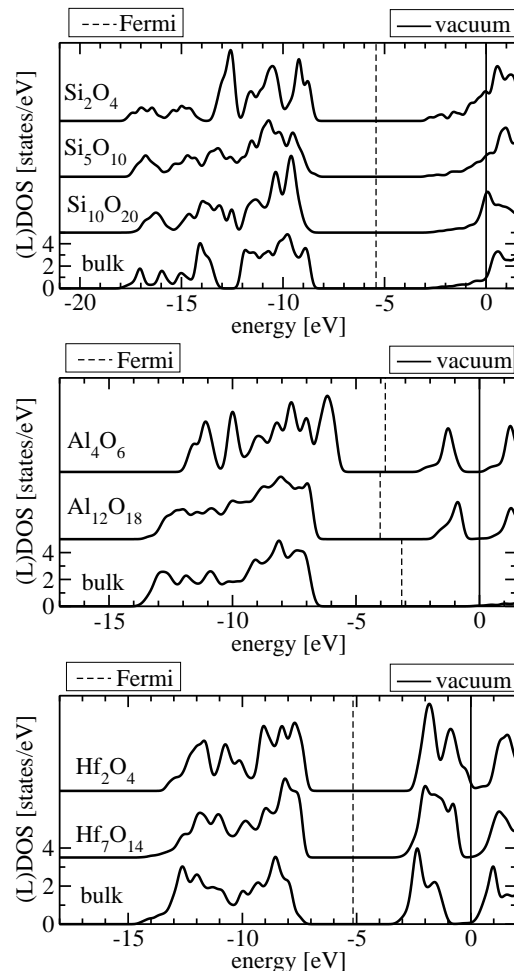 Fermi vacuum
(L)DOS [states/eV]
Si₂O₄
Si₅O₁₀
Si₁₀O₂₀
4
2
bulk
0
-20 -15 -10 -5 0
energy [eV]
Fermi vacuum
(L)DOS [states/eV]
Al₄O₆
Al₁₂O₁₈
4
2
bulk
0
-15 -10 -5 0
energy [eV]
Fermi vacuum
(L)DOS [states/eV]
Hf₂O₄
Hf₇O₁₄
4
2
bulk
0
-15 -10 -5 0
energy [eV]